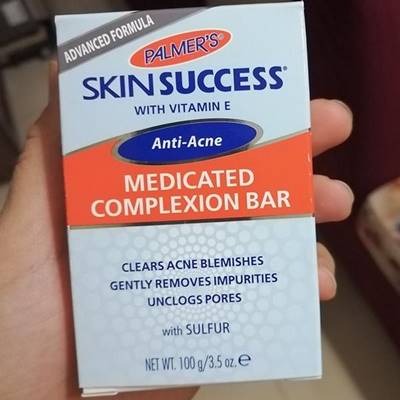 ADVANCED FORMULA
PALMER'S®
SKIN SUCCESS®
WITH VITAMIN E
Anti-Acne
MEDICATED
COMPLEXION BAR
CLEARS ACNE BLEMISHES
GENTLY REMOVES IMPURITIES
UNCLOGS PORES
with SULFUR
NET WT. 100 g/3.5 oz. ℮